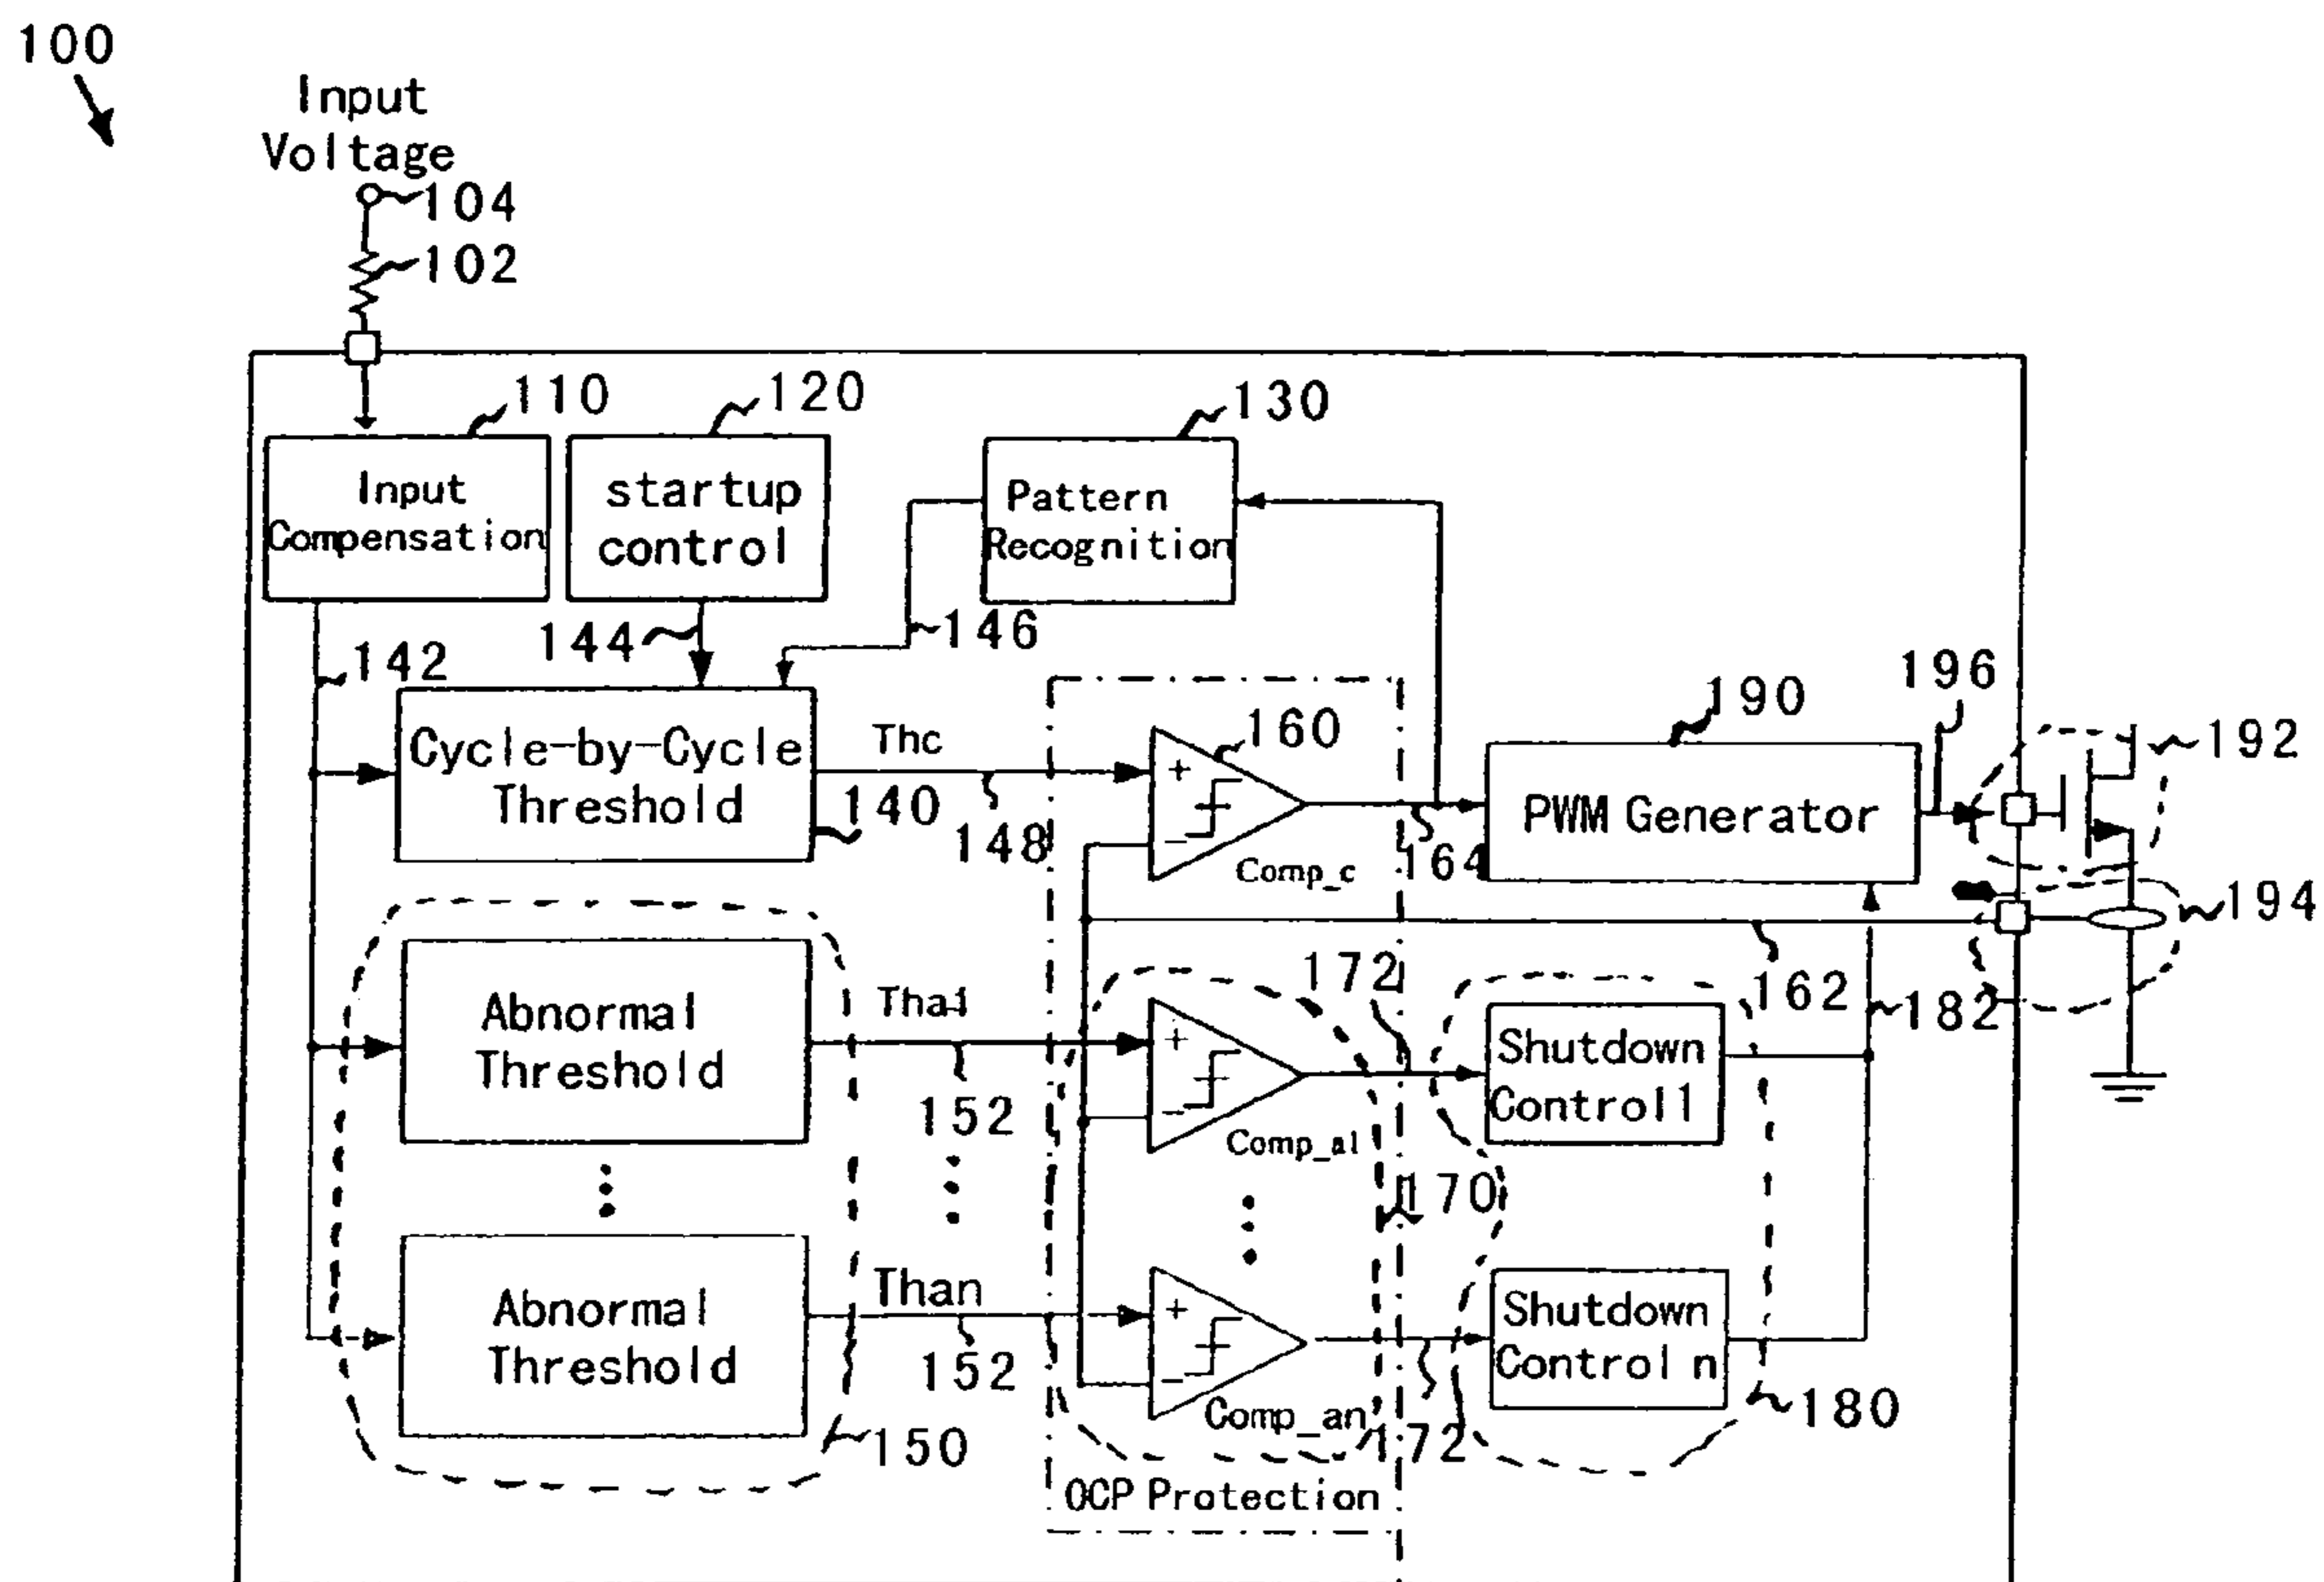 100
Input
Voltage
104
102
110
120
130
Input
Compensation
startup
control
Pattern
Recognition
142
144
146
Cycle-by-Cycle
Threshold
140
Thc
148
+
-
160
Comp_c
164
190
PWM Generator
196
192
194
162
182
Abnormal
Threshold
Tha1
152
+
-
Comp_a1
172
170
Shutdown
Control1
Abnormal
Threshold
150
Than
152
+
-
Comp_an
172
Shutdown
Control n
180
OCP Protection